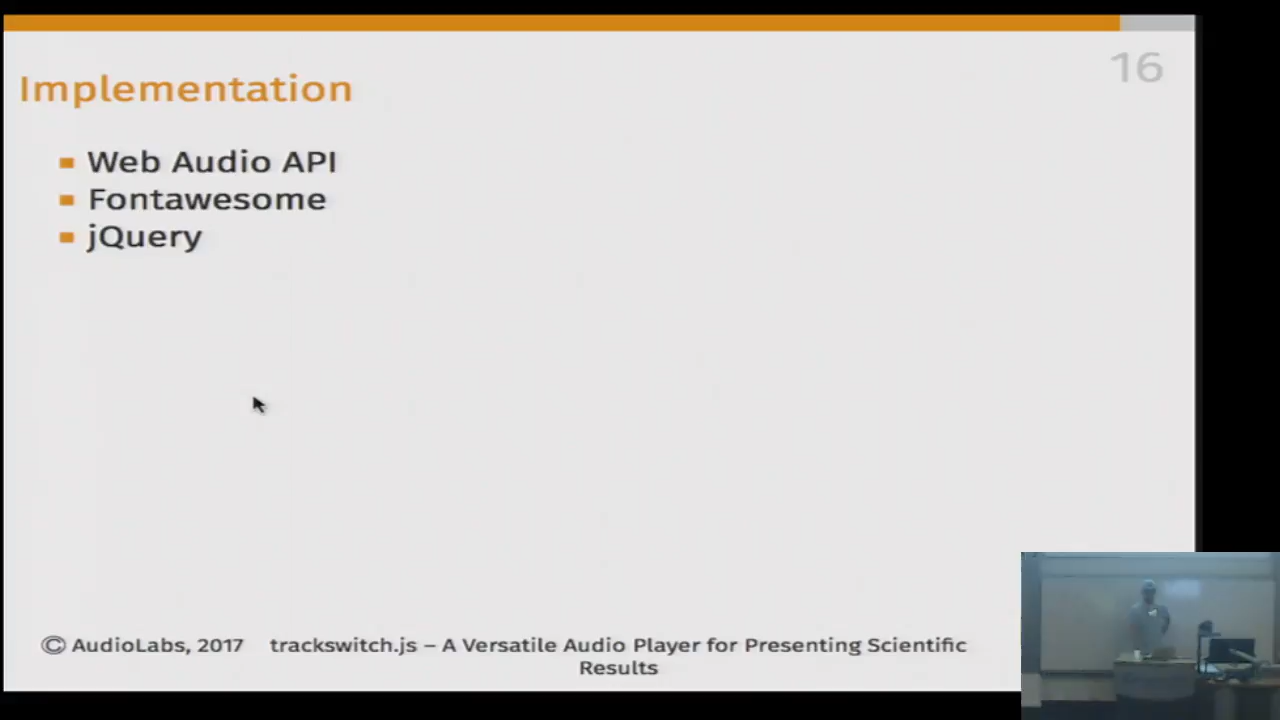 16
Implementation
Web Audio API
Fontawesome
jQuery
© AudioLabs, 2017 trackswitch.js – A Versatile Audio Player for Presenting Scientific
Results